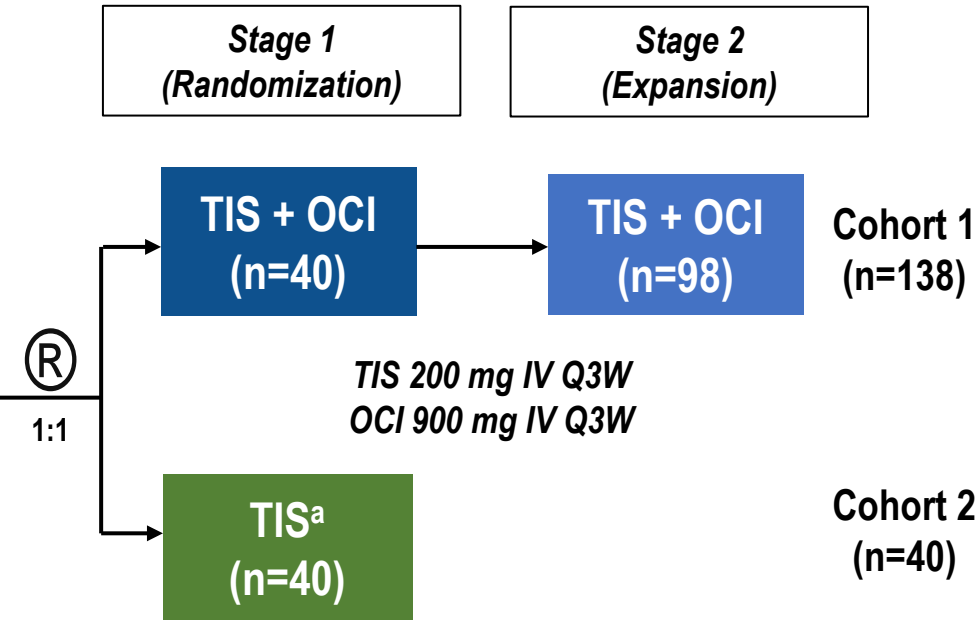 Stage 1
(Randomization)
Stage 2
(Expansion)
TIS + OCI
(n=40)
TIS + OCI
(n=98)
Cohort 1
(n=138)
R
1:1
TIS 200 mg IV Q3W
OCI 900 mg IV Q3W
TISᵃ
(n=40)
Cohort 2
(n=40)